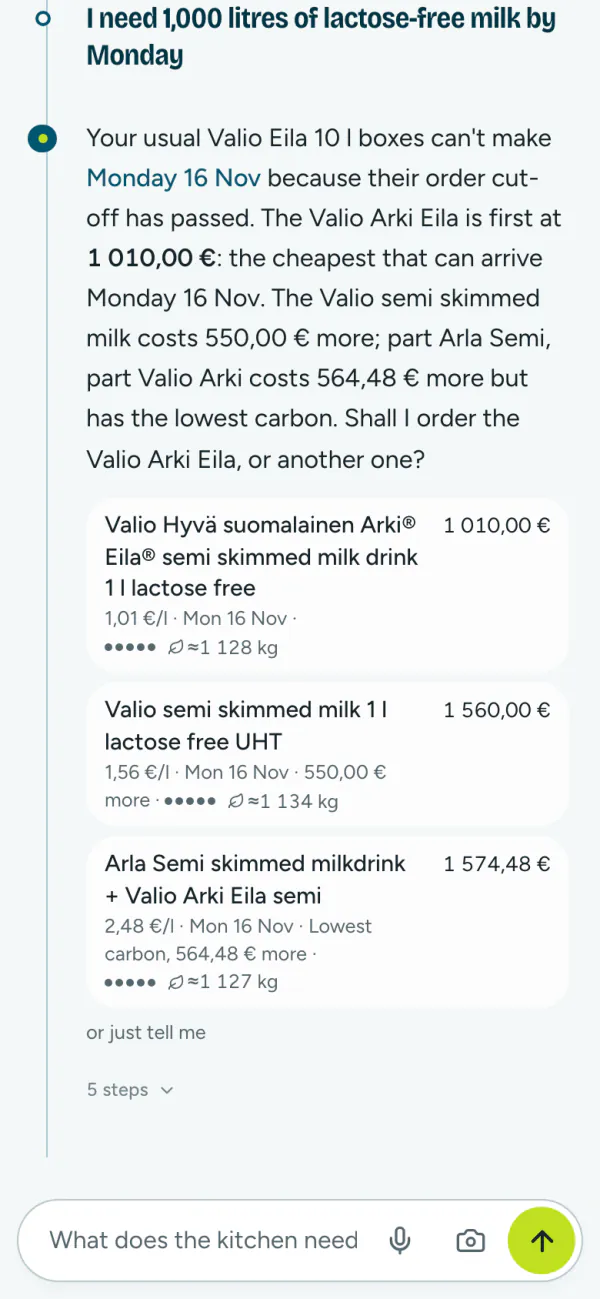 I need 1,000 litres of lactose-free milk by
Monday
Your usual Valio Eila 10 l boxes can't make
Monday 16 Nov because their order cut-
off has passed. The Valio Arki Eila is first at
1 010,00 €: the cheapest that can arrive
Monday 16 Nov. The Valio semi skimmed
milk costs 550,00 € more; part Arla Semi,
part Valio Arki costs 564,48 € more but
has the lowest carbon. Shall I order the
Valio Arki Eila, or another one?
Valio Hyvä suomalainen Arki® 1 010,00 €
Eila® semi skimmed milk drink
1 l lactose free
1,01 €/l · Mon 16 Nov ·
●●●●● ≈1 128 kg
Valio semi skimmed milk 1 l 1 560,00 €
lactose free UHT
1,56 €/l · Mon 16 Nov · 550,00 €
more · ●●●●● ≈1 134 kg
Arla Semi skimmed milkdrink 1 574,48 €
+ Valio Arki Eila semi
2,48 €/l · Mon 16 Nov · Lowest
carbon, 564,48 € more ·
●●●●● ≈1 127 kg
or just tell me
5 steps
What does the kitchen need